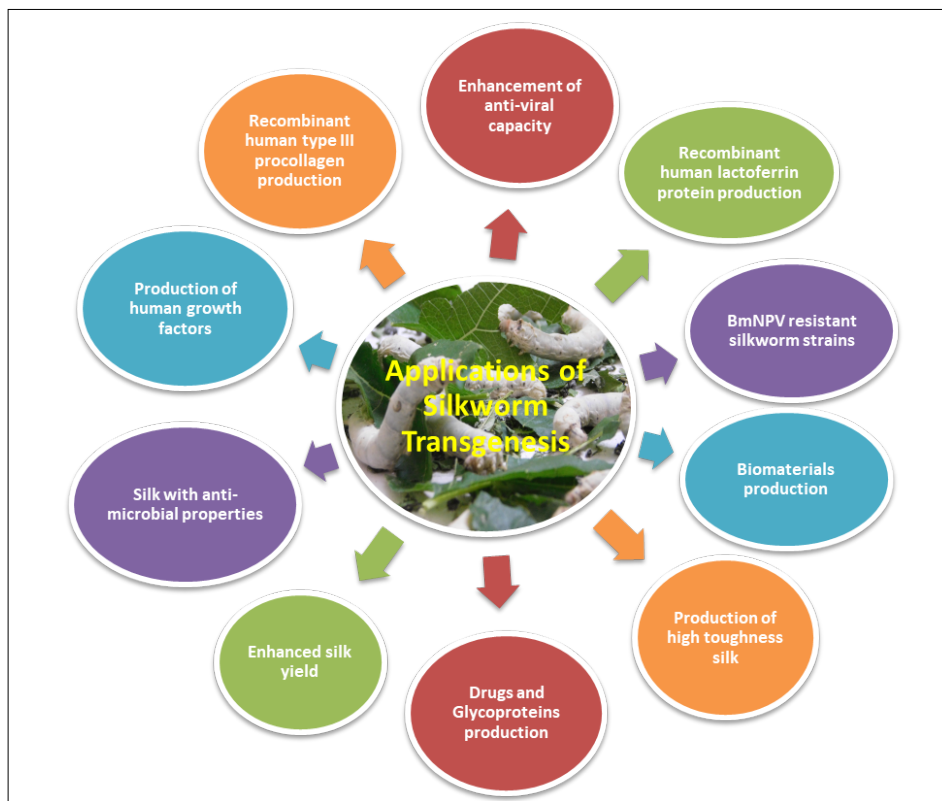 Enhancement of
anti-viral
capacity
Recombinant
human lactoferrin
protein production
BmNPV resistant
silkworm strains
Biomaterials
production
Production of
high toughness
silk
Drugs and
Glycoproteins
production
Enhanced silk
yield
Silk with anti-
microbial properties
Production of
human growth
factors
Recombinant
human type III
procollagen
production
Applications of
Silkworm
Transgenesis